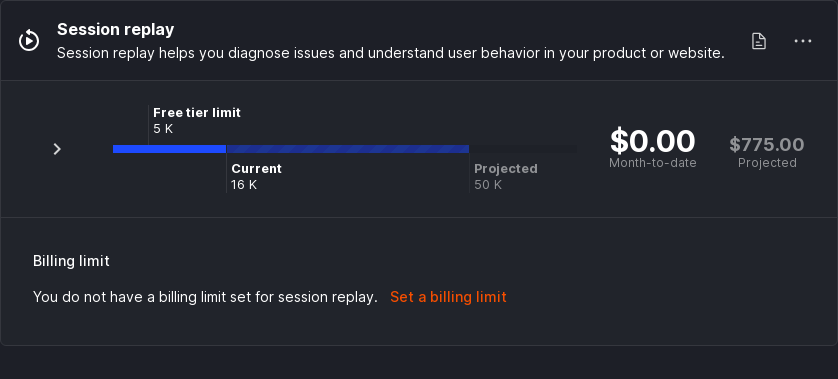 Session replay
Session replay helps you diagnose issues and understand user behavior in your product or website.
Free tier limit
5 K
Current
16 K
Projected
50 K
$0.00
Month-to-date
$775.00
Projected
Billing limit
You do not have a billing limit set for session replay. Set a billing limit